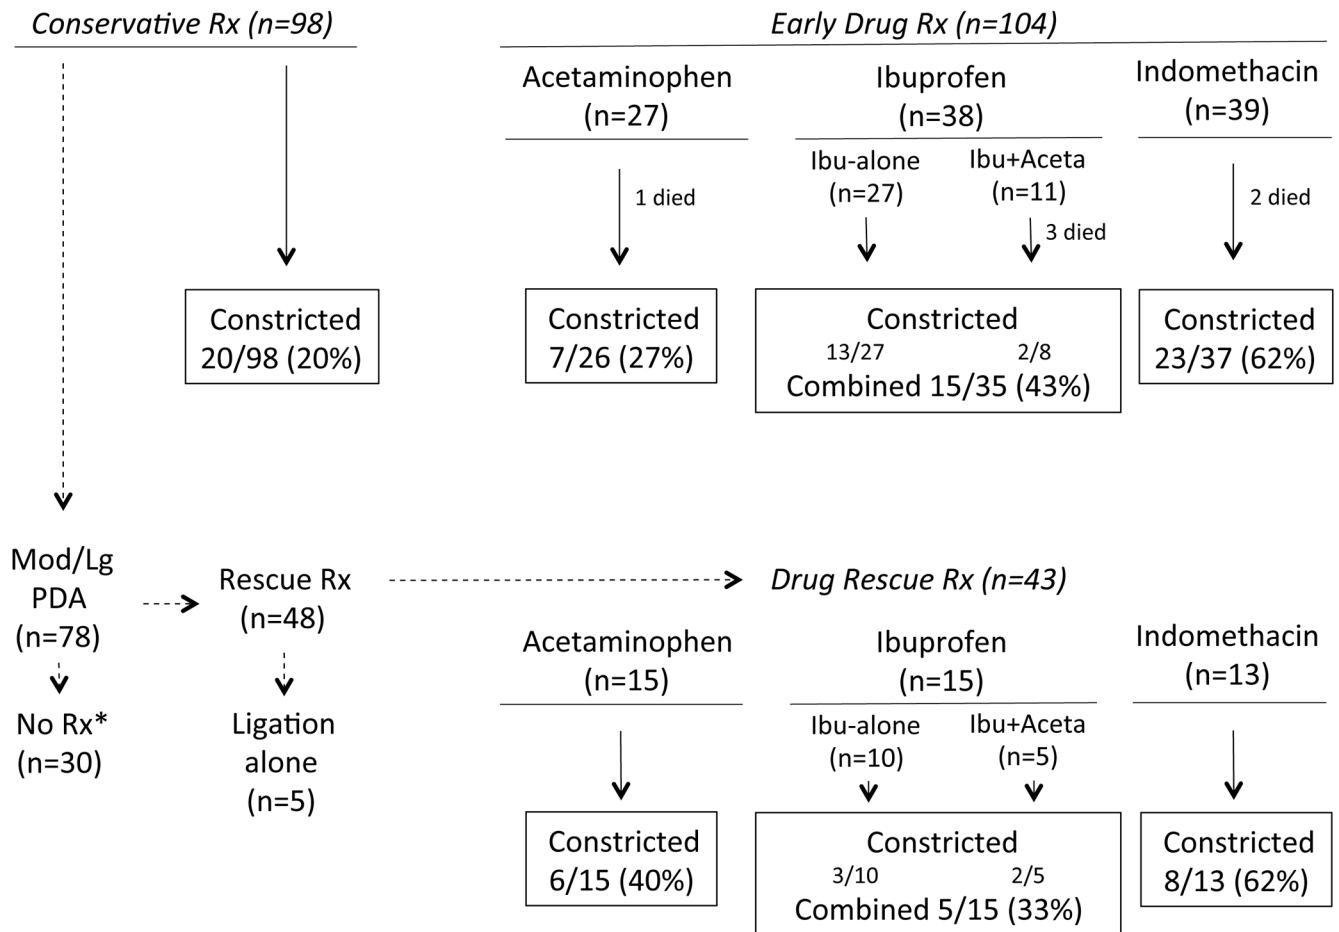 Conservative Rx (n=98)
Early Drug Rx (n=104)
Acetaminophen
(n=27)
Ibuprofen
(n=38)
Indomethacin
(n=39)
Ibu-alone
(n=27)
Ibu+Aceta
(n=11)
1 died
3 died
2 died
Constricted
20/98 (20%)
Constricted
7/26 (27%)
Constricted
13/27 2/8
Combined 15/35 (43%)
Constricted
23/37 (62%)
Mod/Lg
PDA
(n=78)
Rescue Rx
(n=48)
Drug Rescue Rx (n=43)
No Rx*
(n=30)
Ligation
alone
(n=5)
Acetaminophen
(n=15)
Ibuprofen
(n=15)
Indomethacin
(n=13)
Ibu-alone
(n=10)
Ibu+Aceta
(n=5)
Constricted
6/15 (40%)
Constricted
3/10 2/5
Combined 5/15 (33%)
Constricted
8/13 (62%)